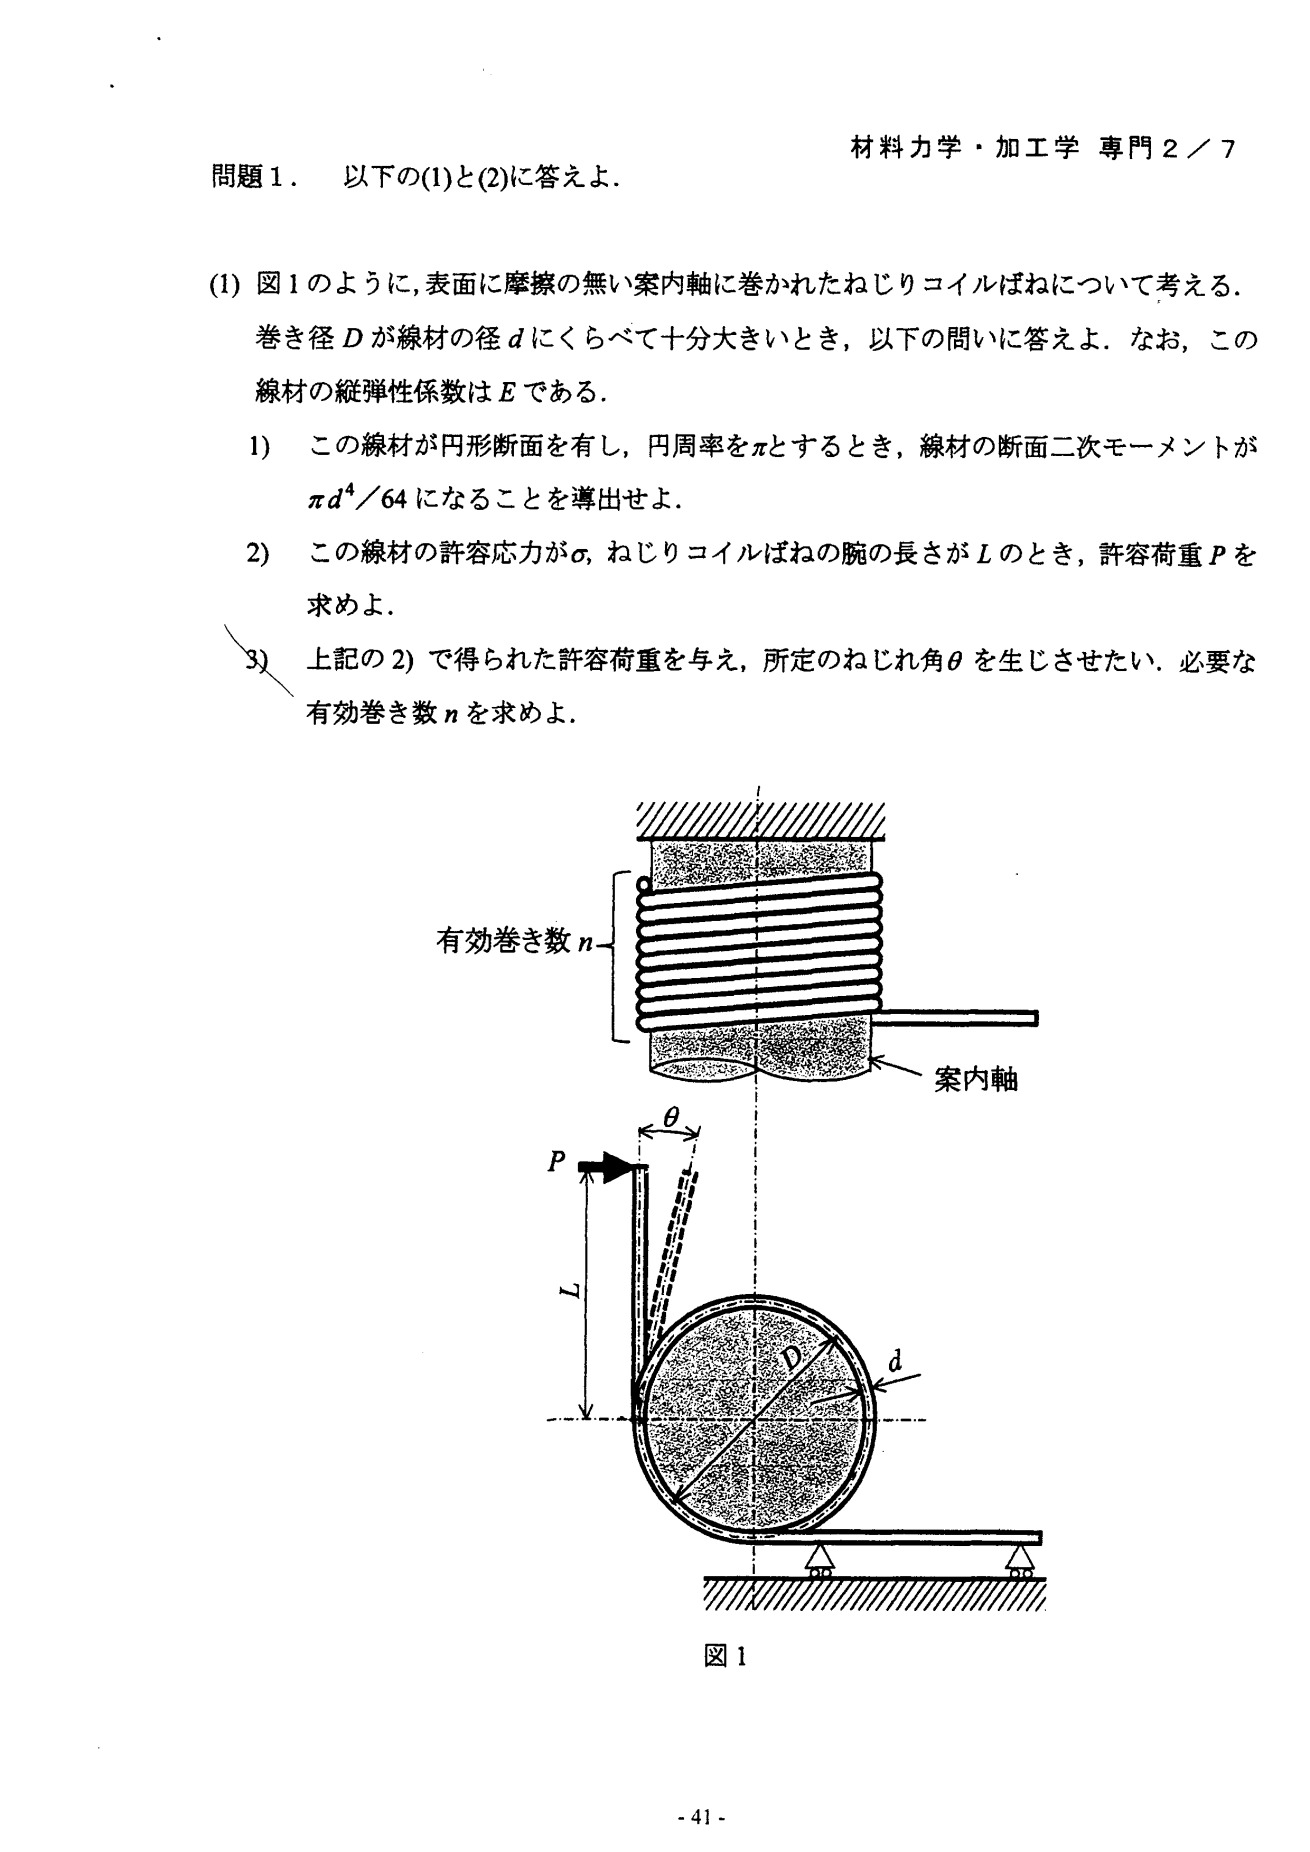 材料力学・加工学 専門2／7
問題1． 以下の(1)と(2)に答えよ．
(1) 図1のように, 表面に摩擦の無い案内軸に巻かれたねじりコイルばねについて考える．
巻き径Dが線材の径dにくらべて十分大きいとき，以下の問いに答えよ．なお，この
線材の縦弾性係数はEである．
1) この線材が円形断面を有し，円周率をπとするとき，線材の断面二次モーメントが
πd⁴／64になることを導出せよ．
2) この線材の許容応力がσ, ねじりコイルばねの腕の長さがLのとき，許容荷重Pを
求めよ．
3) 上記の2) で得られた許容荷重を与え，所定のねじれ角θを生じさせたい．必要な
有効巻き数nを求めよ．
有効巻き数n
案内軸
θ
P
L
D
d
図1
- 41 -